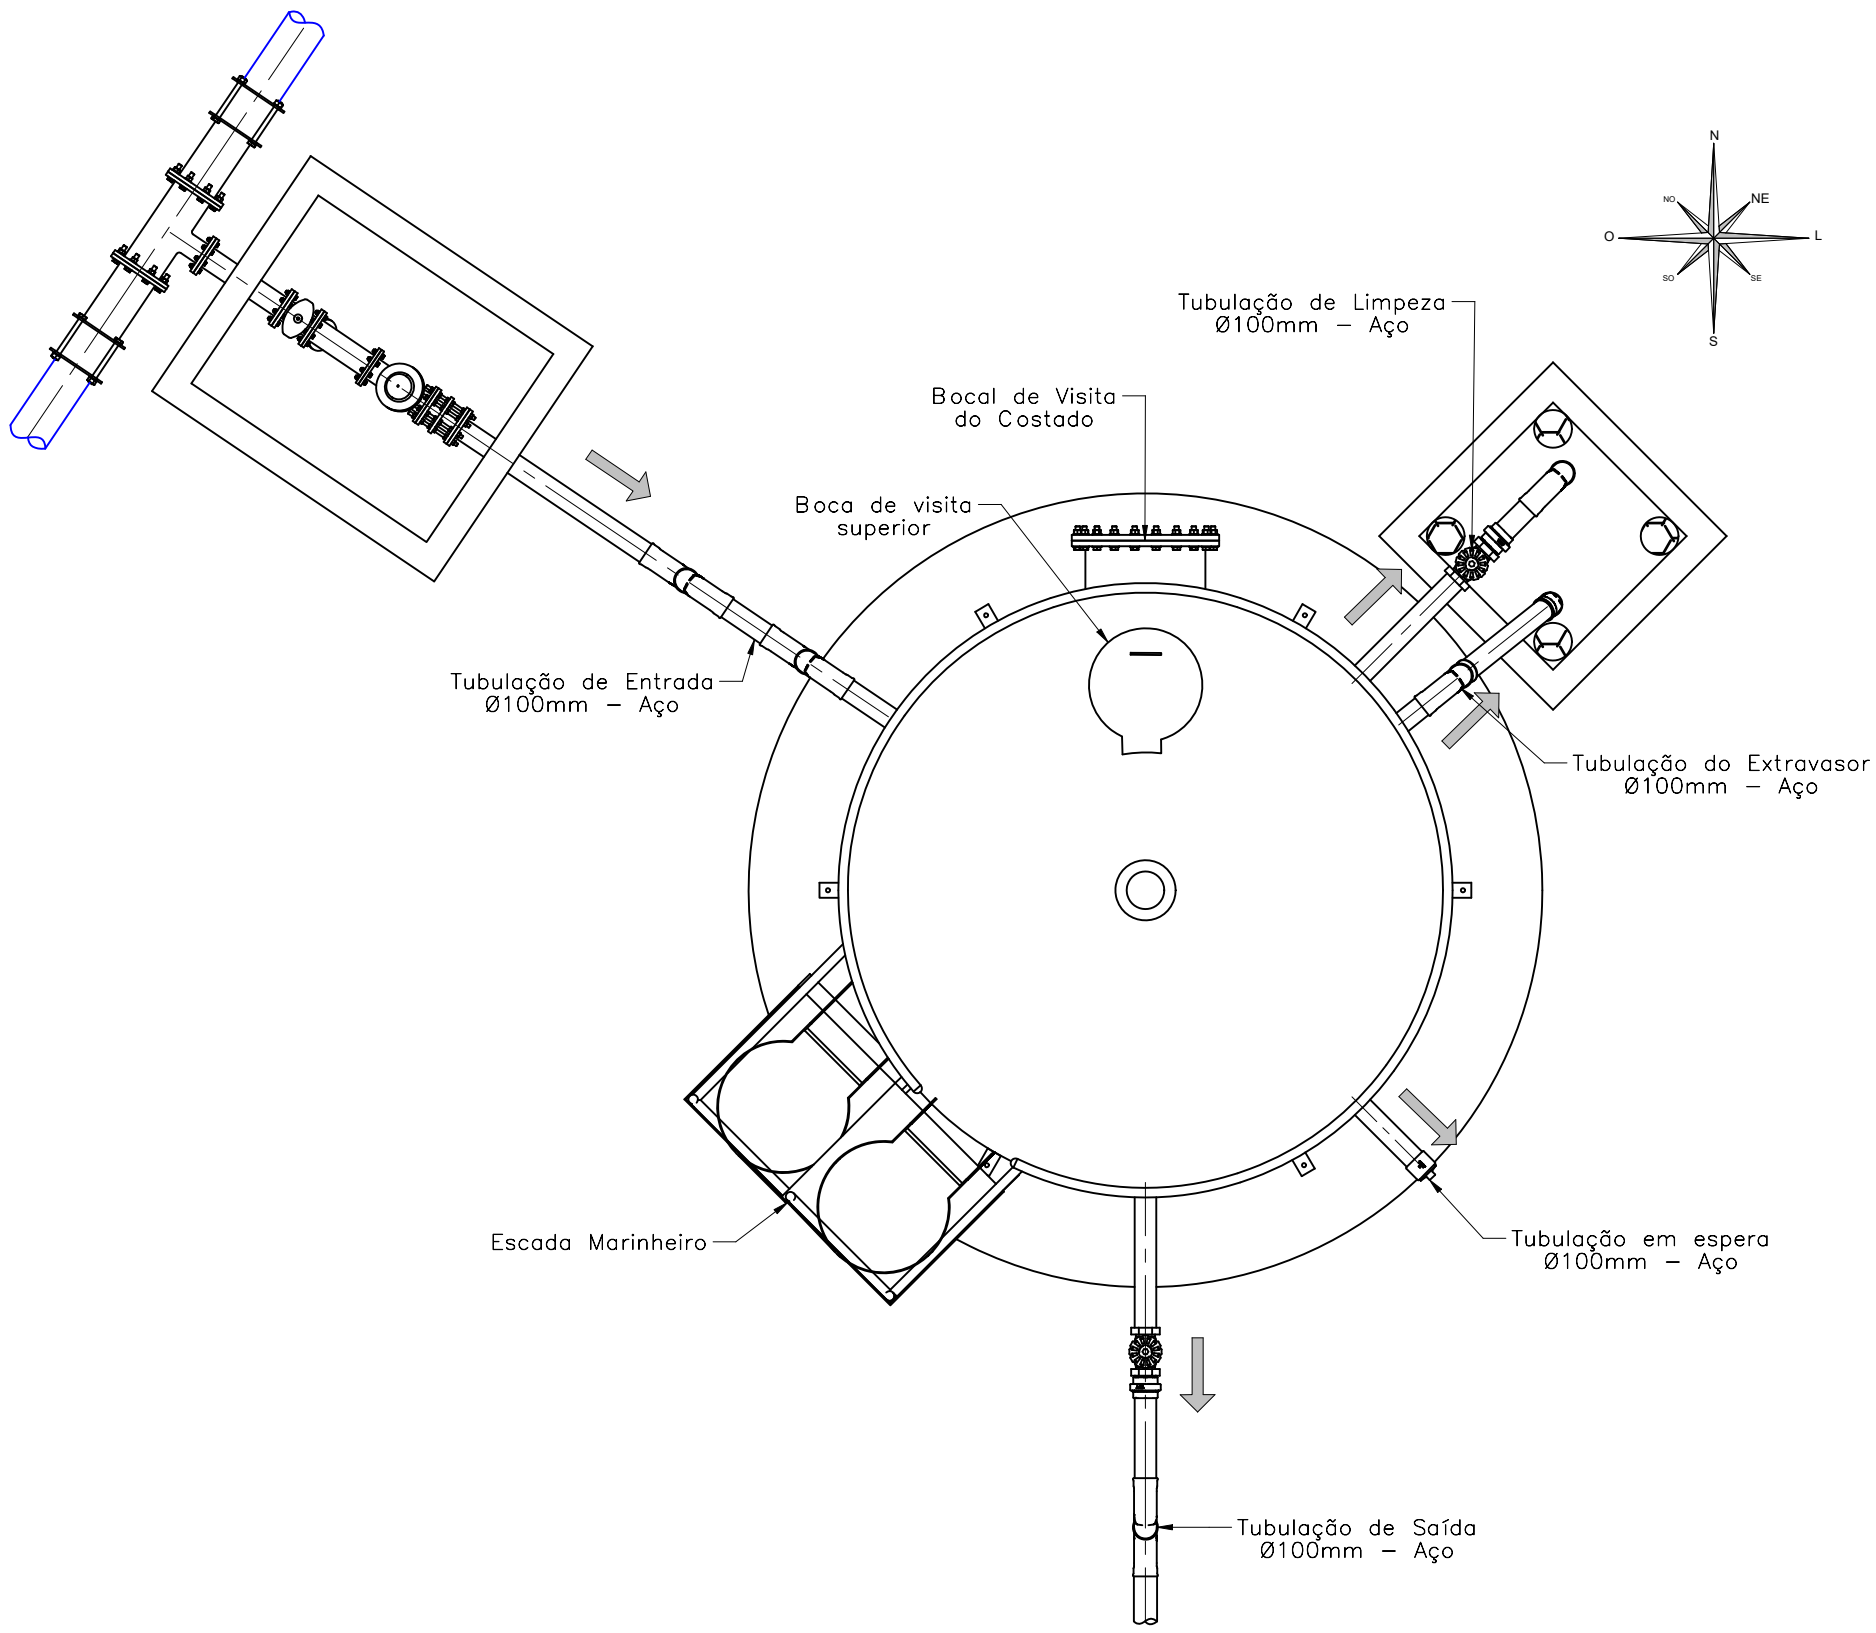 N
NO
NE
O
L
SO
SE
S
Tubulação de Limpeza
Ø100mm – Aço
Bocal de Visita
do Costado
Boca de visita
superior
Tubulação de Entrada
Ø100mm – Aço
Tubulação do Extravasor
Ø100mm – Aço
Escada Marinheiro
Tubulação em espera
Ø100mm – Aço
Tubulação de Saída
Ø100mm – Aço